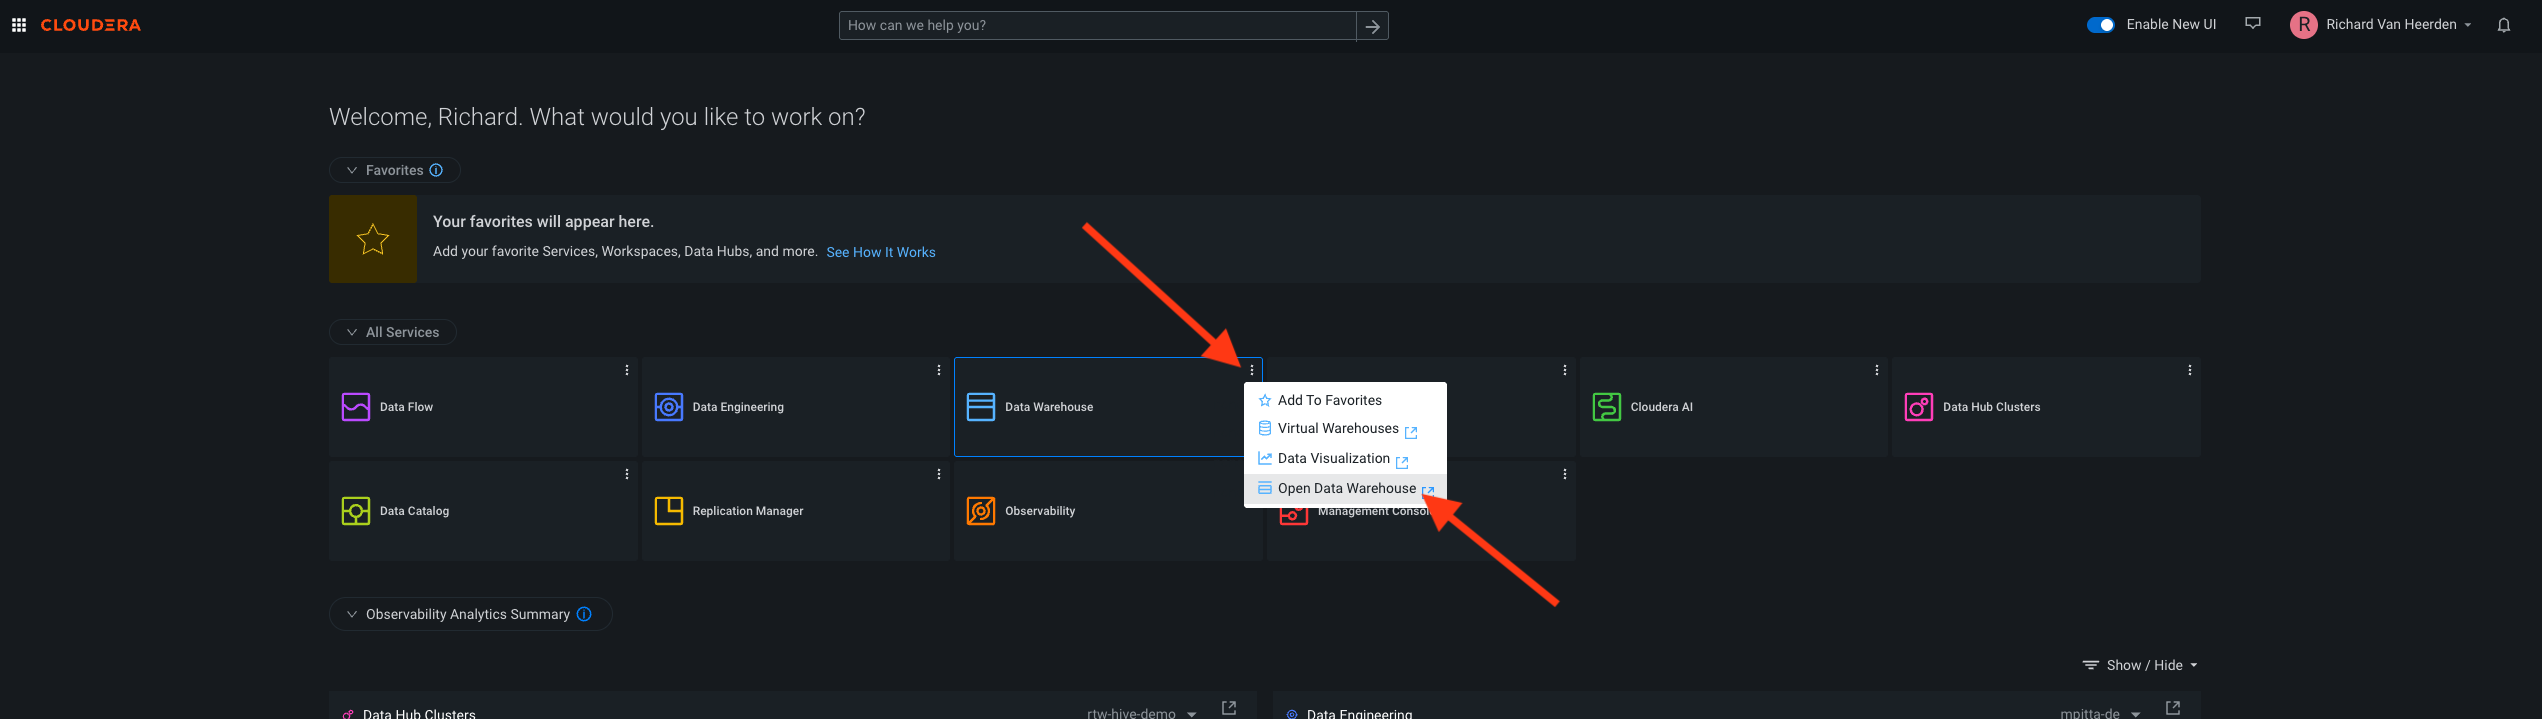 CLOUDERA
How can we help you?
Enable New UI
R
Richard Van Heerden
Welcome, Richard. What would you like to work on?
Favorites
Your favorites will appear here.
Add your favorite Services, Workspaces, Data Hubs, and more. See How It Works
All Services
Data Flow
Data Engineering
Data Warehouse
Cloudera AI
Data Hub Clusters
Add To Favorites
Virtual Warehouses
Data Visualization
Open Data Warehouse
Data Catalog
Replication Manager
Observability
Management
Observability Analytics Summary
Show / Hide
Data Hub Clusters
rtw-hive-demo
Data Engineering
mpitta-de